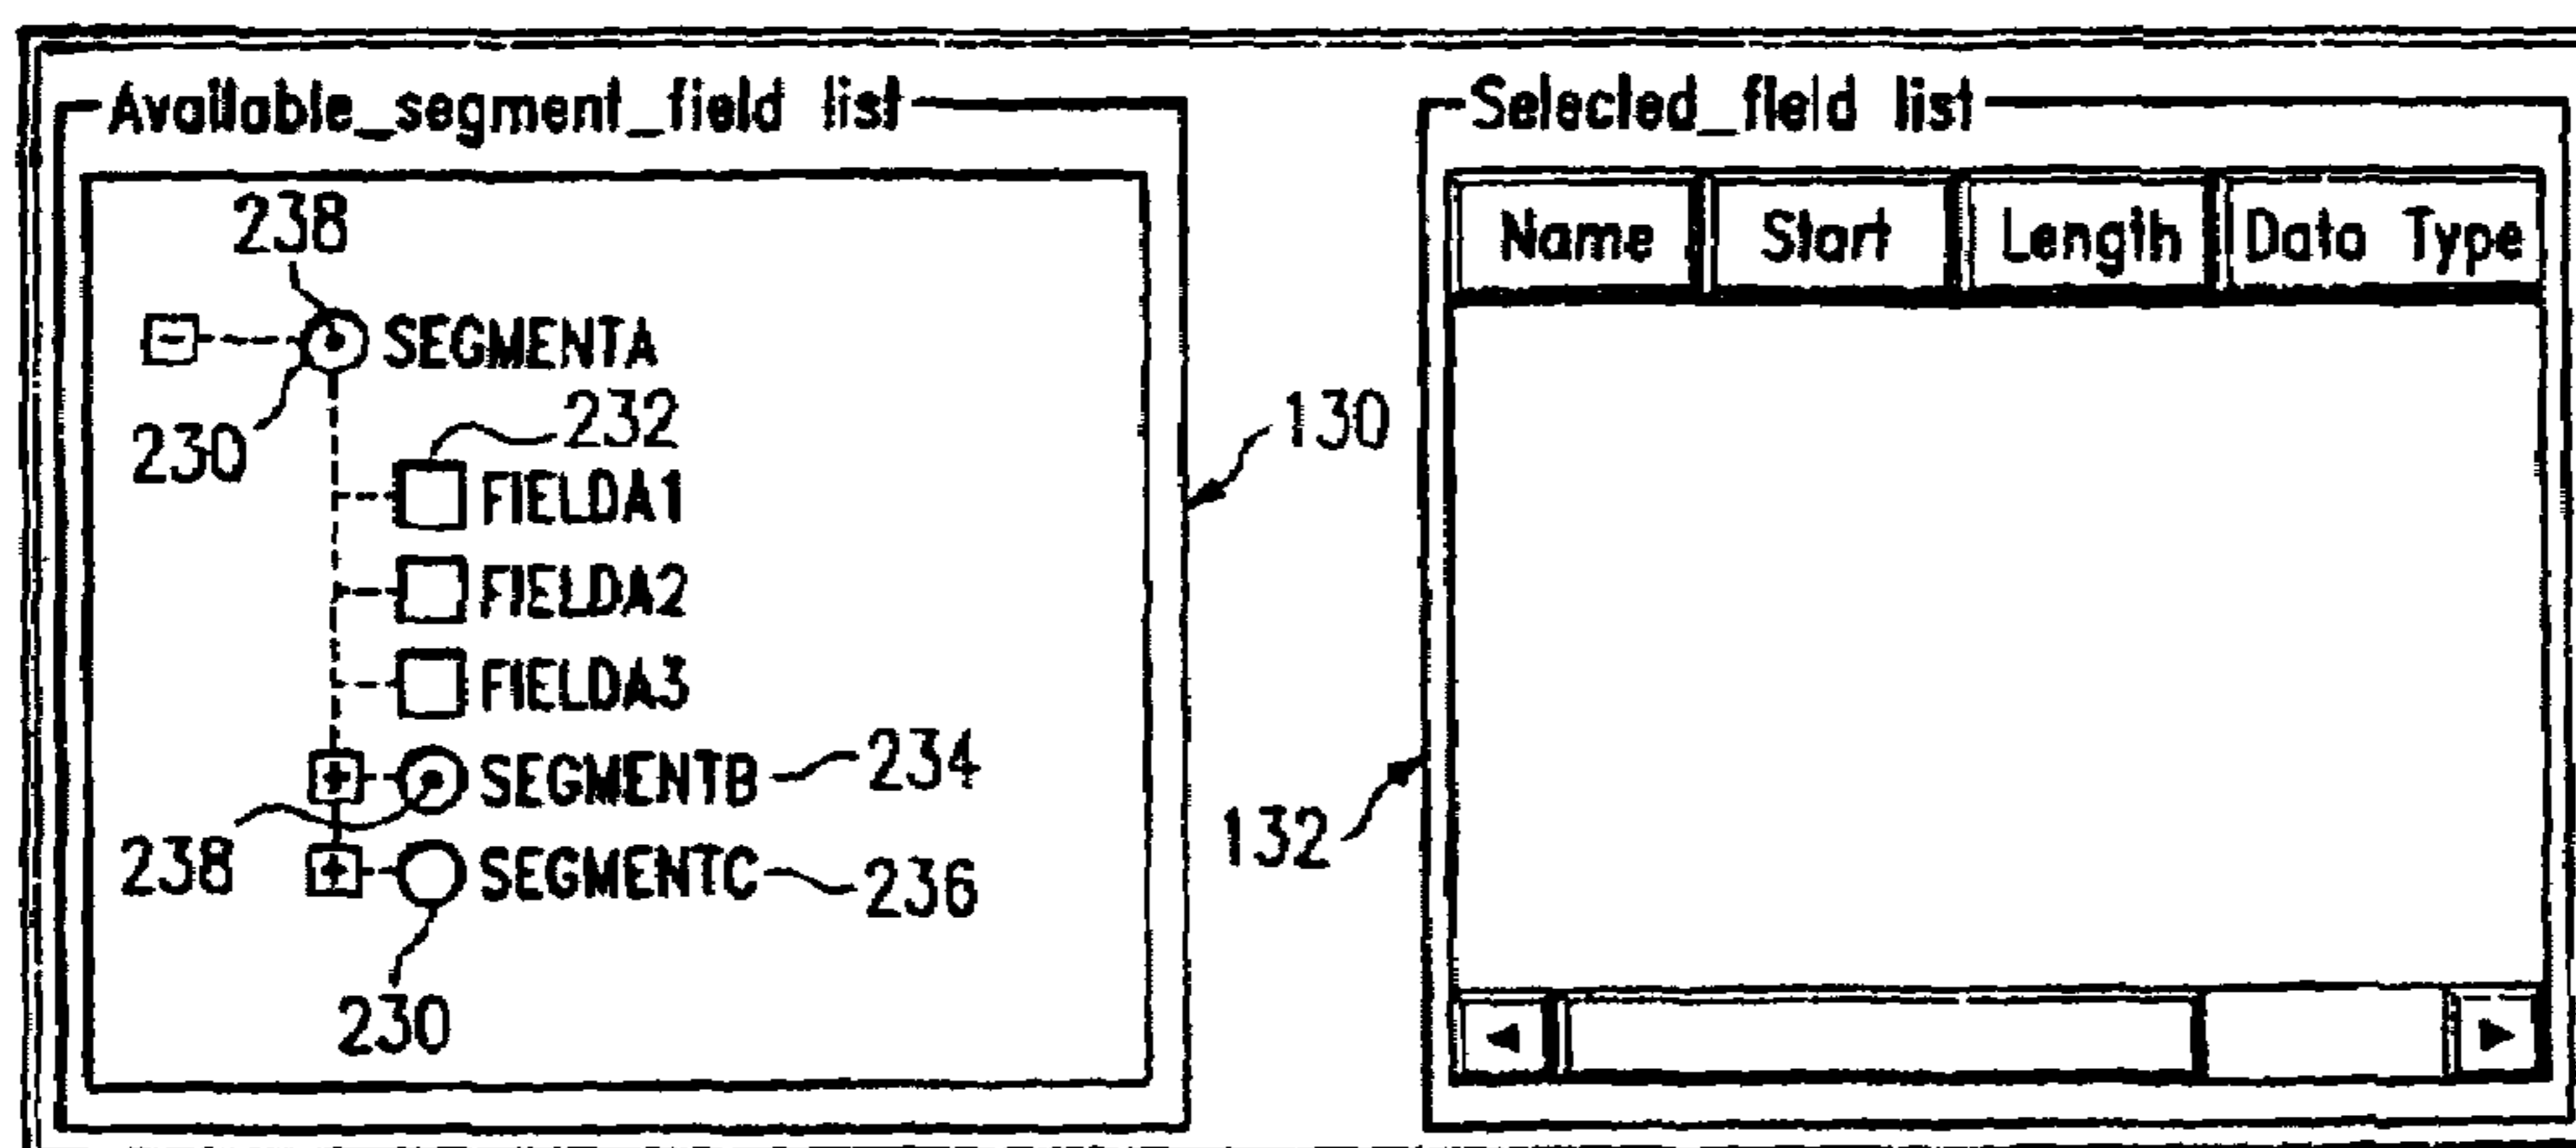 Available_segment_field list
238
SEGMENTA
230
232
FIELDA1
FIELDA2
FIELDA3
SEGMENTB 234
238
SEGMENTC 236
230
130
132
Selected_field list
Name Start Length Data Type